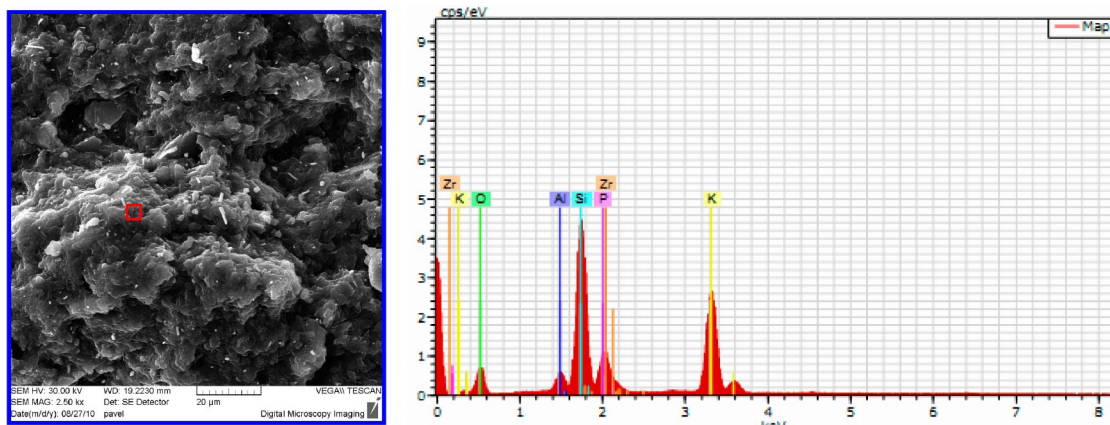 SEM HV: 30.00 kV WD: 19.2230 mm VEGA\\ TESCAN
SEM MAG: 2.50 kx Det: SE Detector 20 µm
Date(m/d/y): 08/27/10 pavel Digital Microscopy Imaging
cps/eV
Map
9
8
7
6
5
4
3
2
1
0
Zr K O Al Si P Zr K
0 1 2 3 4 5 6 7 8
keV